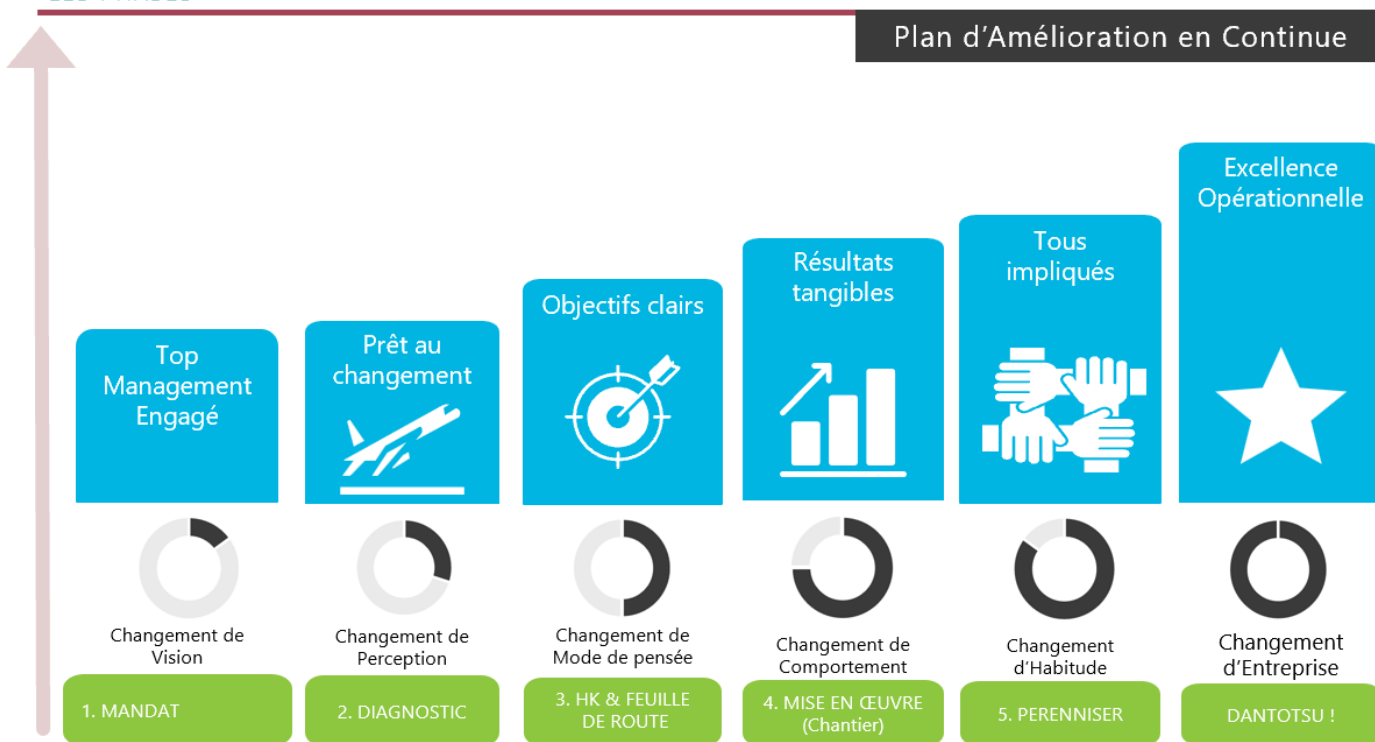 Plan d'Amélioration en Continue
Excellence
Opérationnelle
Tous
impliqués
Résultats
tangibles
Objectifs clairs
Prêt au
changement
Top
Management
Engagé
Changement de
Vision
Changement de
Perception
Changement de
Mode de pensée
Changement de
Comportement
Changement
d'Habitude
Changement
d'Entreprise
1. MANDAT
2. DIAGNOSTIC
3. HK & FEUILLE
DE ROUTE
4. MISE EN ŒUVRE
(Chantier)
5. PERENNISER
DANTOTSU !